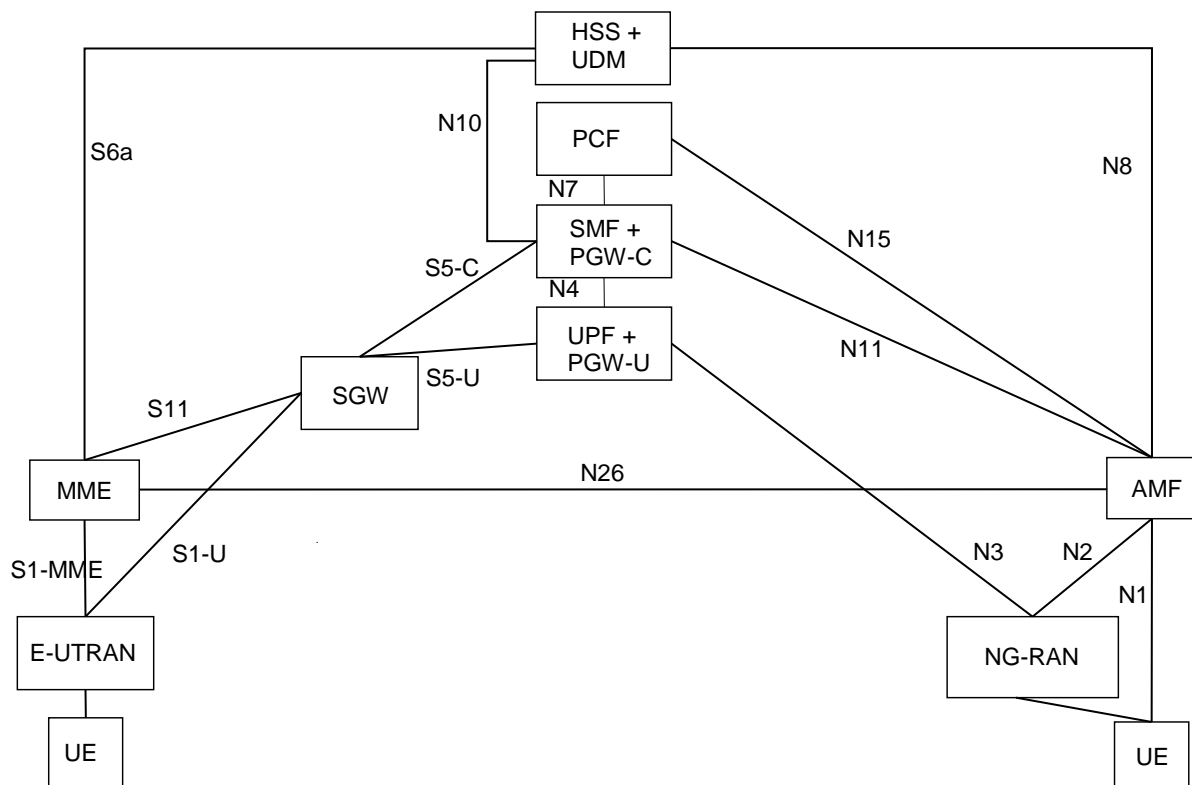 HSS +
UDM
N10
PCF
S6a
N8
N7
SMF +
PGW-C
N15
S5-C
N4
UPF +
PGW-U
N11
S5-U
SGW
S11
N26
MME
AMF
S1-U
N3
N2
S1-MME
N1
E-UTRAN
NG-RAN
UE
UE